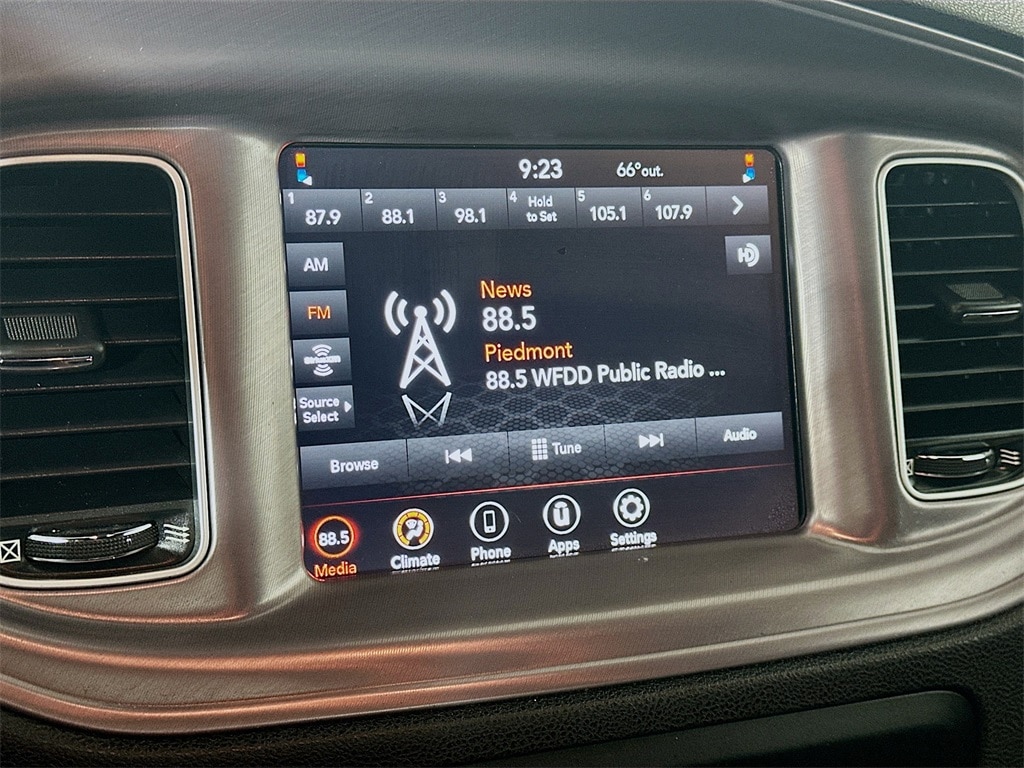 9:23 66° out.
1 87.9 2 88.1 3 98.1 4 Hold to Set 5 105.1 6 107.9
AM
HD
FM
News
88.5
SiriusXM
Piedmont
88.5 WFDD Public Radio ...
Source
Select
Browse Tune Audio
88.5
Media Climate Phone Apps Settings